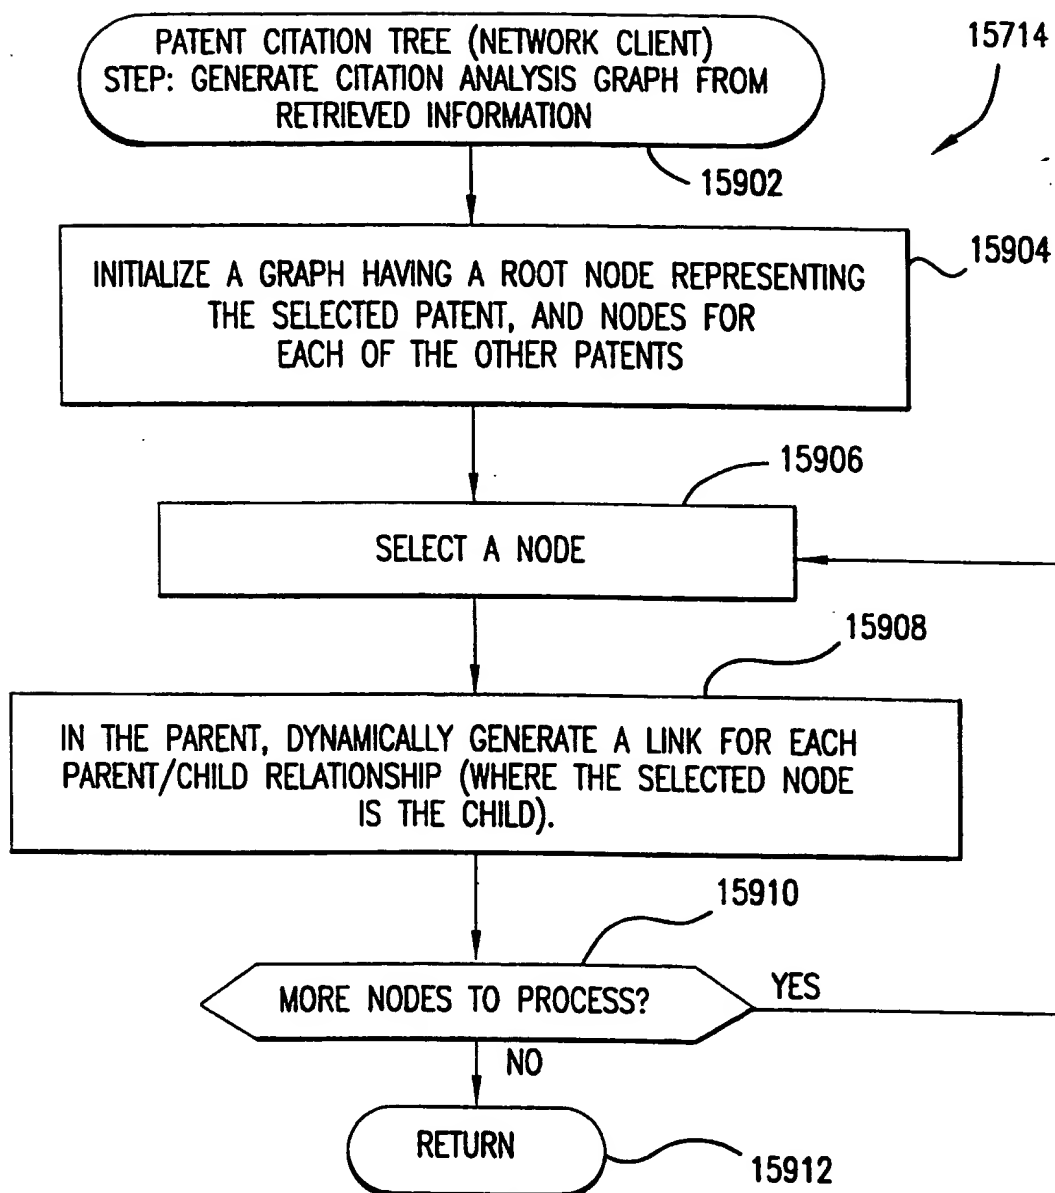 PATENT CITATION TREE (NETWORK CLIENT)
STEP: GENERATE CITATION ANALYSIS GRAPH FROM
RETRIEVED INFORMATION
15714
15902
INITIALIZE A GRAPH HAVING A ROOT NODE REPRESENTING
THE SELECTED PATENT, AND NODES FOR
EACH OF THE OTHER PATENTS
15904
15906
SELECT A NODE
15908
IN THE PARENT, DYNAMICALLY GENERATE A LINK FOR EACH
PARENT/CHILD RELATIONSHIP (WHERE THE SELECTED NODE
IS THE CHILD).
15910
MORE NODES TO PROCESS?
YES
NO
RETURN
15912